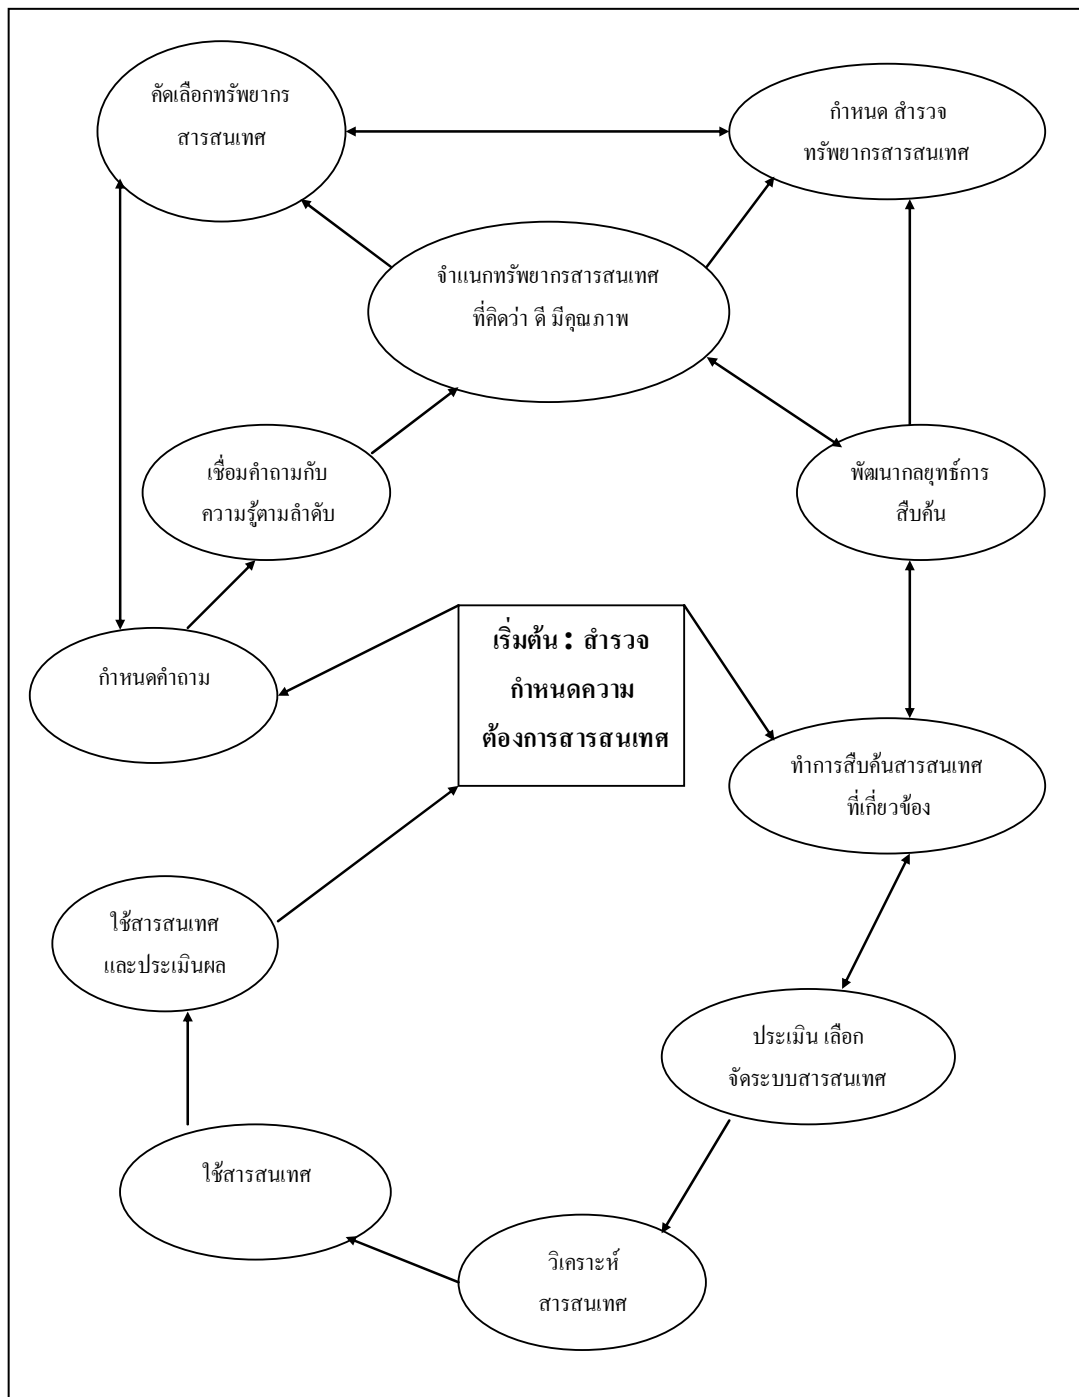 คัดเลือกทรัพยากร
สารสนเทศ
กำหนด สำรวจ
ทรัพยากรสารสนเทศ
จำแนกทรัพยากรสารสนเทศ
ที่คิดว่า ดี มีคุณภาพ
เชื่อมคำถามกับ
ความรู้ตามลำดับ
พัฒนากลยุทธ์การ
สืบค้น
กำหนดคำถาม
เริ่มต้น : สำรวจ
กำหนดความ
ต้องการสารสนเทศ
ทำการสืบค้นสารสนเทศ
ที่เกี่ยวข้อง
ใช้สารสนเทศ
และประเมินผล
ประเมิน เลือก
จัดระบบสารสนเทศ
ใช้สารสนเทศ
วิเคราะห์
สารสนเทศ